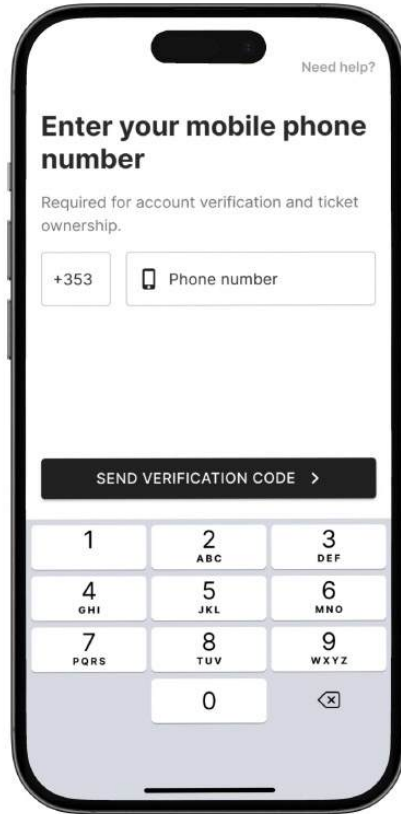 Need help?
Enter your mobile phone
number
Required for account verification and ticket
ownership.
+353 Phone number
SEND VERIFICATION CODE >
1 2 3
ABC DEF
4 5 6
GHI JKL MNO
7 8 9
PQRS TUV WXYZ
0